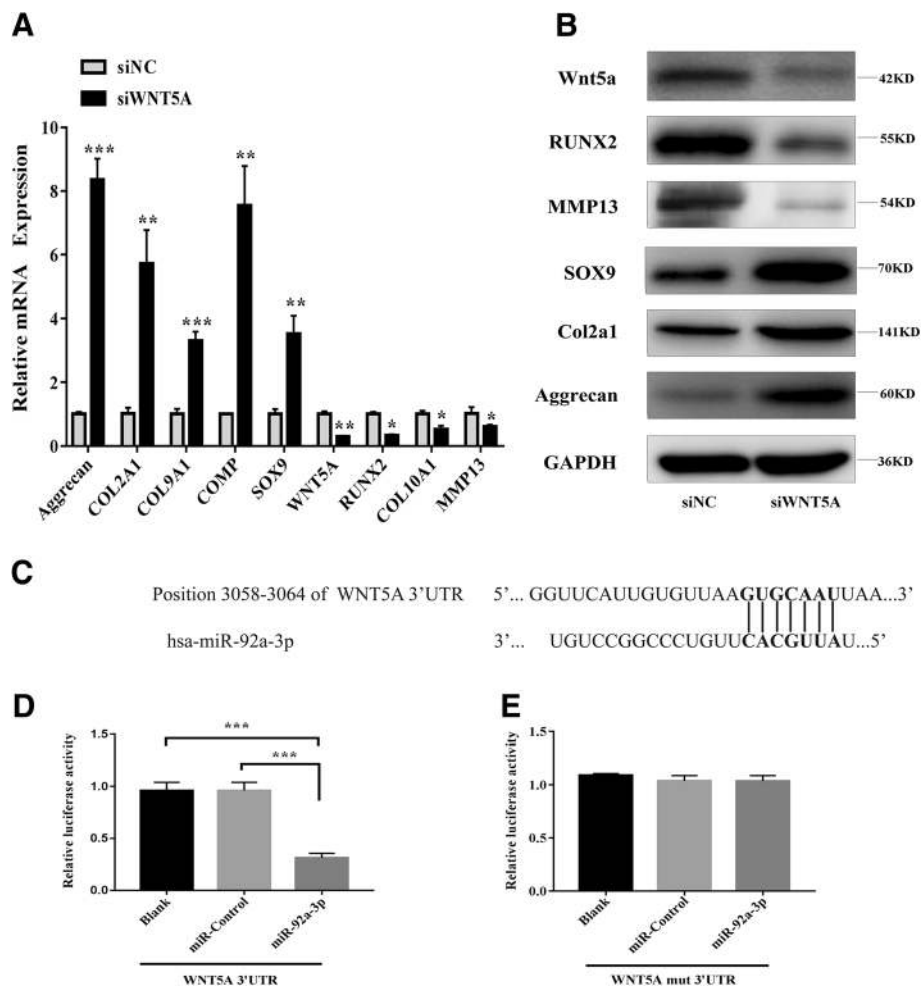 A
siNC
siWNT5A
Relative mRNA Expression
10
8
6
4
2
0
***
**
***
**
**
**
*
*
*
Aggrecan
COL2A1
COL9A1
COMP
SOX9
WNT5A
RUNX2
COL10A1
MMP13
B
Wnt5a
42KD
RUNX2
55KD
MMP13
54KD
SOX9
70KD
Col2a1
141KD
Aggrecan
60KD
GAPDH
36KD
siNC siWNT5A
C
Position 3058-3064 of WNT5A 3'UTR 5'... GGUUCAUUGUGUUAAGUGCAAUUUAA...3'
hsa-miR-92a-3p 3'... UGUCCGGCCCUGUUCACGUUAU...5'
D
Relative luciferase activity
1.5
1.0
0.5
0.0
***
***
Blank
miR-Control
miR-92a-3p
WNT5A 3'UTR
E
Relative luciferase activity
1.5
1.0
0.5
0.0
Blank
miR-Control
miR-92a-3p
WNT5A mut 3'UTR